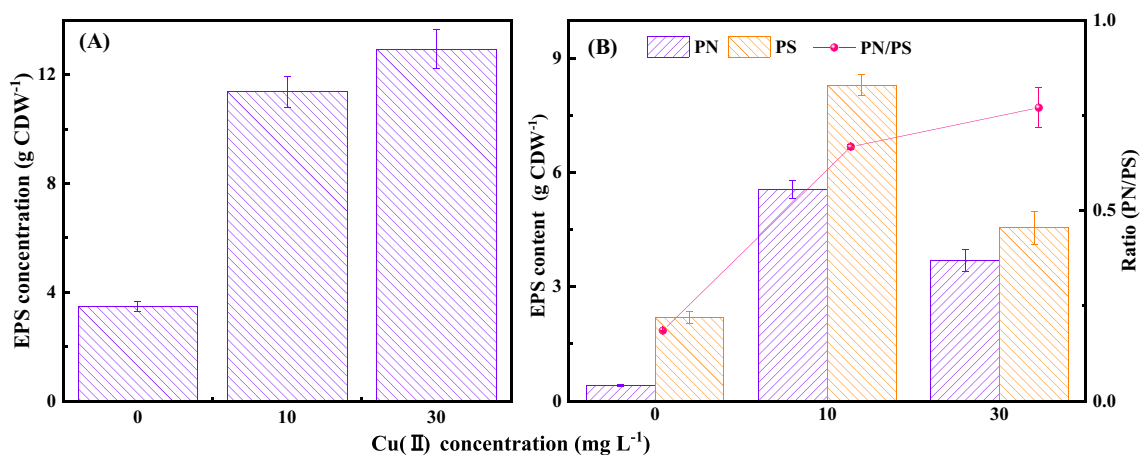 (A)
EPS concentration (g CDW⁻¹)
12
8
4
0
0 10 30
(B)
PN PS PN/PS
EPS content (g CDW⁻¹)
9
6
3
0
0 10 30
1.0
0.5
0.0
Ratio (PN/PS)
Cu(Ⅱ) concentration (mg L⁻¹)